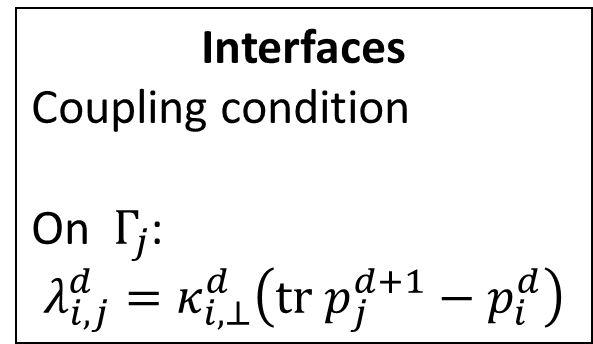 Interfaces
Coupling condition
On Γ_j:
λ^d_{i,j} = κ^d_{i,⊥}(tr p^{d+1}_j − p^d_i)